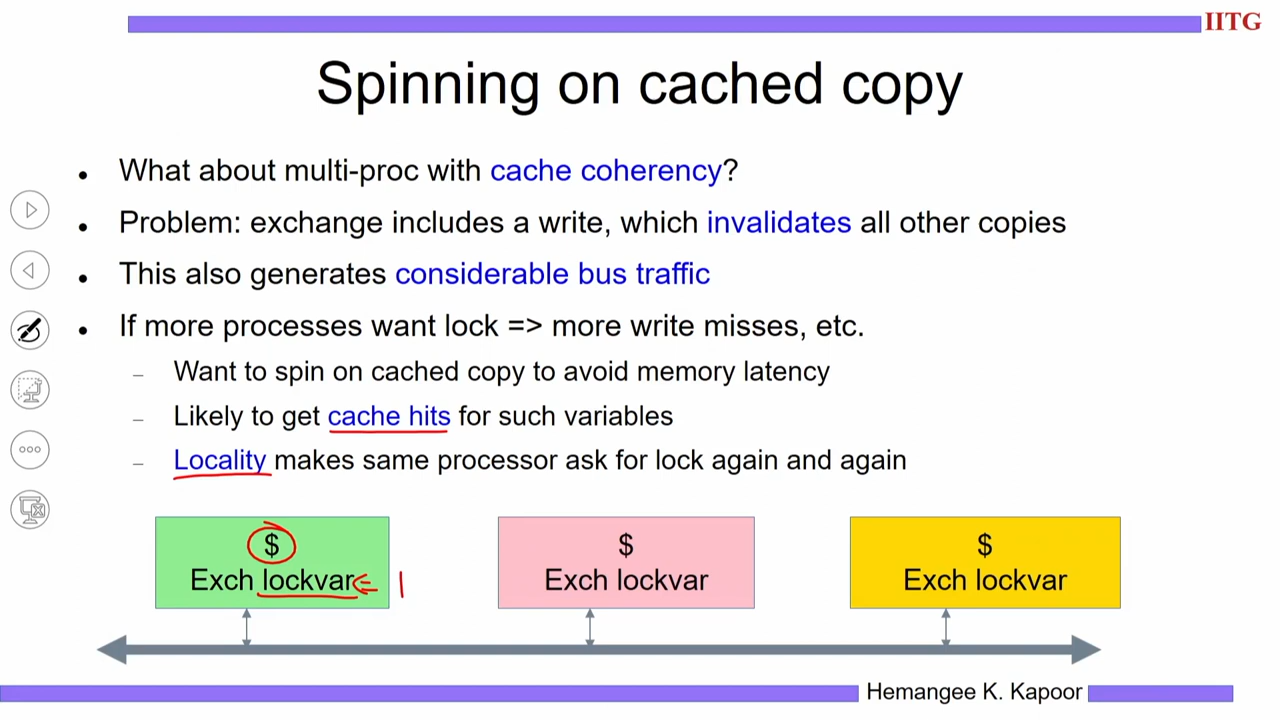 IITG
Spinning on cached copy
• What about multi-proc with cache coherency?
• Problem: exchange includes a write, which invalidates all other copies
• This also generates considerable bus traffic
• If more processes want lock => more write misses, etc.
– Want to spin on cached copy to avoid memory latency
– Likely to get cache hits for such variables
– Locality makes same processor ask for lock again and again
$
Exch lockvar ← 1
$
Exch lockvar
$
Exch lockvar
Hemangee K. Kapoor